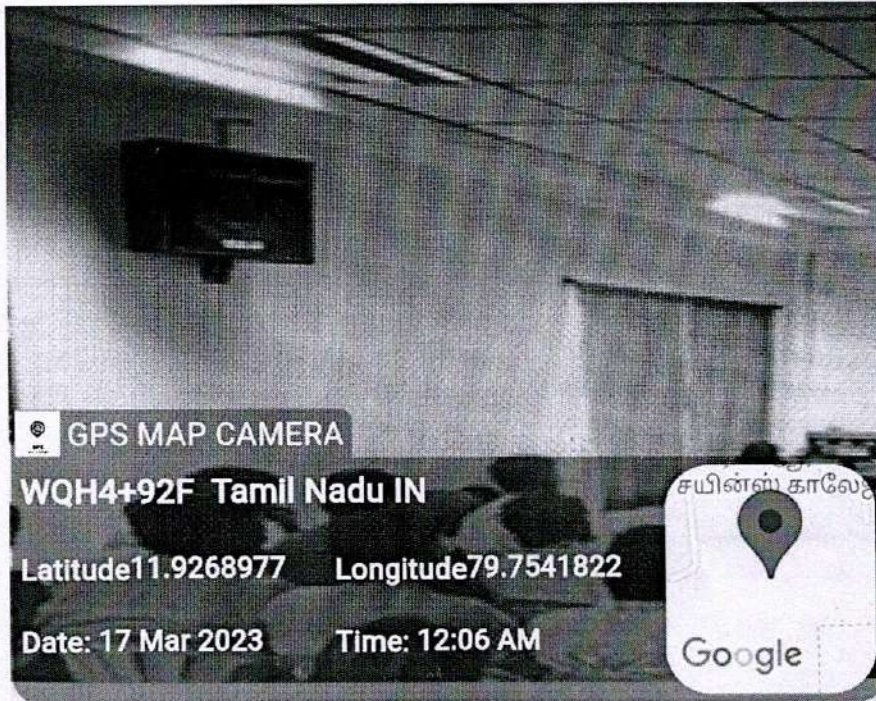 GPS MAP CAMERA
WQH4+92F Tamil Nadu IN
Latitude11.9268977 Longitude79.7541822
Date: 17 Mar 2023 Time: 12:06 AM
சயின்ஸ்
Google